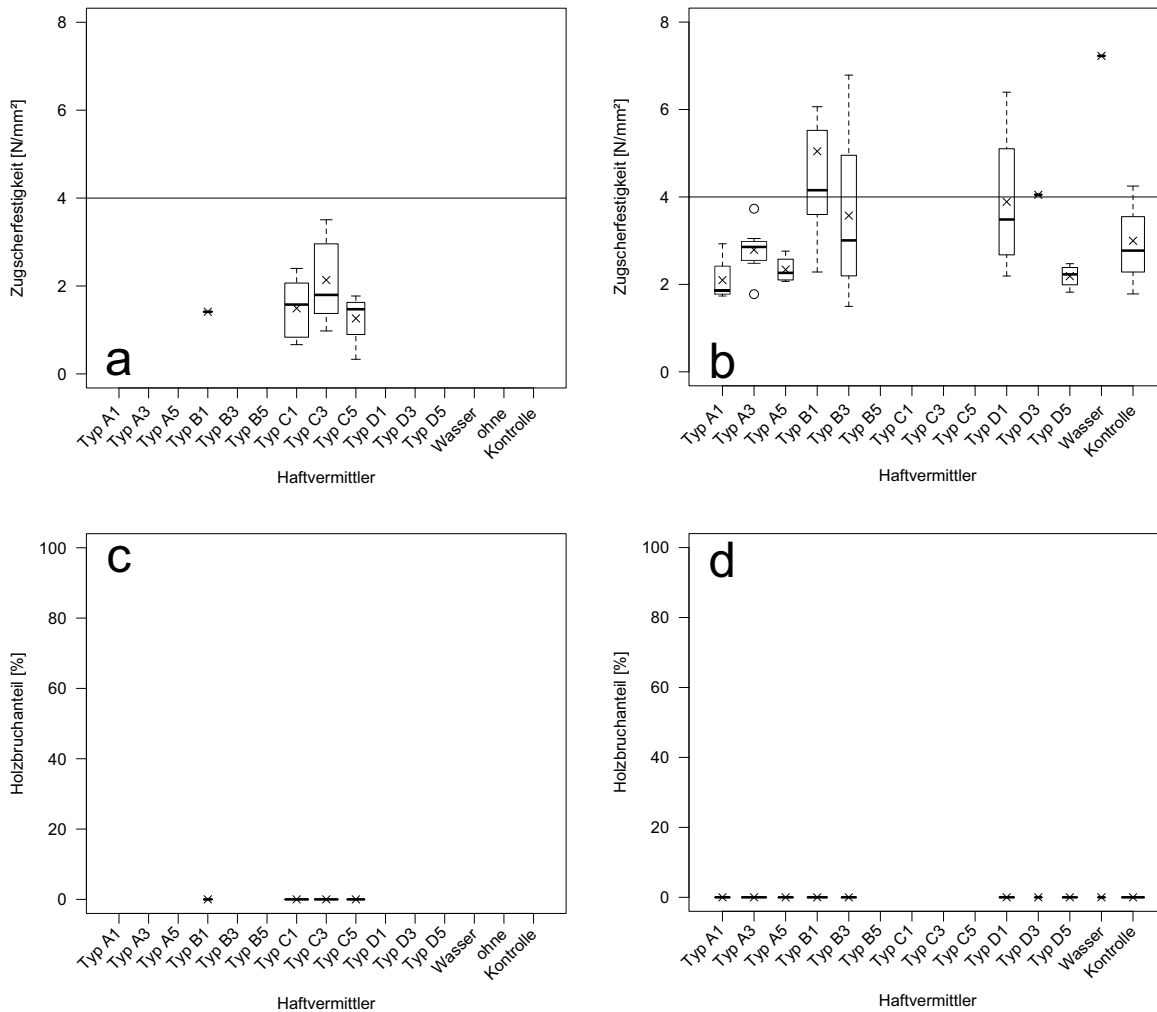 8
6
4
2
0
Zugscherfestigkeit [N/mm²]
a
Typ A1
Typ A3
Typ A5
Typ B1
Typ B3
Typ B5
Typ C1
Typ C3
Typ C5
Typ D1
Typ D3
Typ D5
Wasser
ohne
Kontrolle
Haftvermittler
8
6
4
2
0
Zugscherfestigkeit [N/mm²]
b
Typ A1
Typ A3
Typ A5
Typ B1
Typ B3
Typ B5
Typ C1
Typ C3
Typ C5
Typ D1
Typ D3
Typ D5
Wasser
Kontrolle
Haftvermittler
100
80
60
40
20
0
Holzbruchanteil [%]
c
Typ A1
Typ A3
Typ A5
Typ B1
Typ B3
Typ B5
Typ C1
Typ C3
Typ C5
Typ D1
Typ D3
Typ D5
Wasser
ohne
Kontrolle
Haftvermittler
100
80
60
40
20
0
Holzbruchanteil [%]
d
Typ A1
Typ A3
Typ A5
Typ B1
Typ B3
Typ B5
Typ C1
Typ C3
Typ C5
Typ D1
Typ D3
Typ D5
Wasser
Kontrolle
Haftvermittler